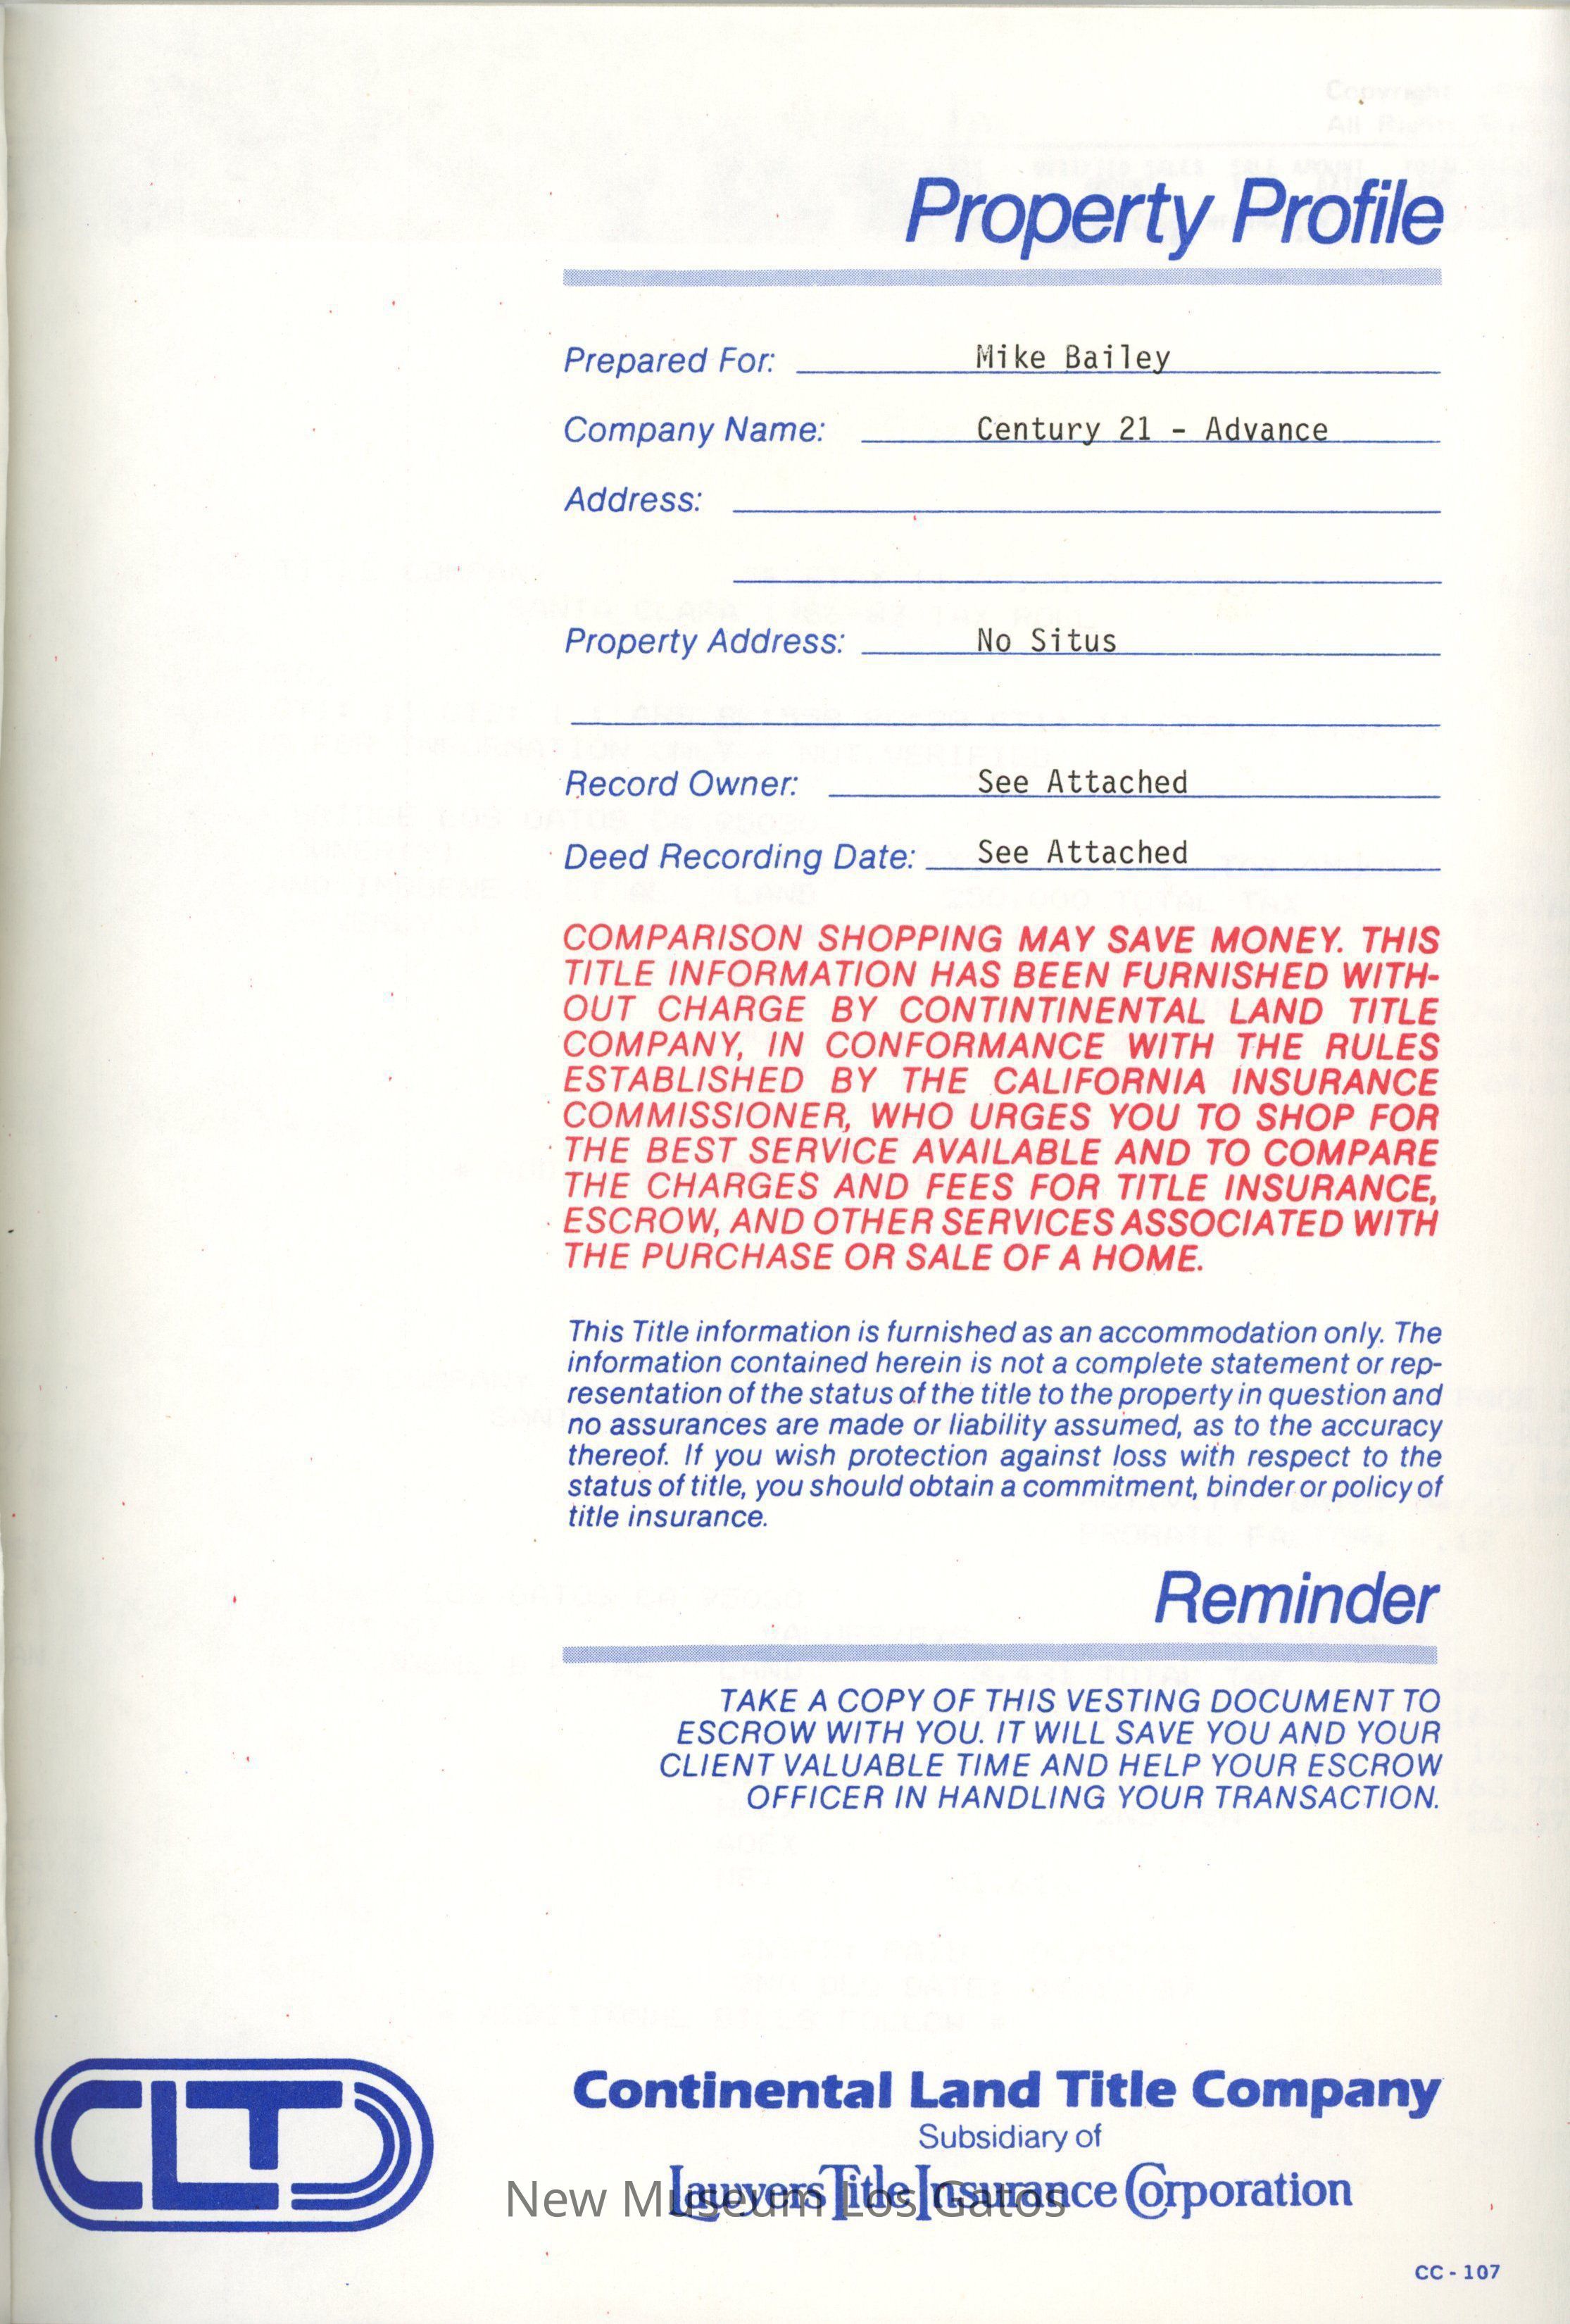 Property Profile
Prepared For: Mike Bailey
Company Name: Century 21 - Advance
Address:
Property Address: No Situs
Record Owner: See Attached
Deed Recording Date: See Attached
COMPARISON SHOPPING MAY SAVE MONEY. THIS
TITLE INFORMATION HAS BEEN FURNISHED WITH-
OUT CHARGE BY CONTINTINENTAL LAND TITLE
COMPANY, IN CONFORMANCE WITH THE RULES
ESTABLISHED BY THE CALIFORNIA INSURANCE
COMMISSIONER, WHO URGES YOU TO SHOP FOR
THE BEST SERVICE AVAILABLE AND TO COMPARE
THE CHARGES AND FEES FOR TITLE INSURANCE,
ESCROW, AND OTHER SERVICES ASSOCIATED WITH
THE PURCHASE OR SALE OF A HOME.
This Title information is furnished as an accommodation only. The
information contained herein is not a complete statement or rep-
resentation of the status of the title to the property in question and
no assurances are made or liability assumed, as to the accuracy
thereof. If you wish protection against loss with respect to the
status of title, you should obtain a commitment, binder or policy of
title insurance.
Reminder
TAKE A COPY OF THIS VESTING DOCUMENT TO
ESCROW WITH YOU. IT WILL SAVE YOU AND YOUR
CLIENT VALUABLE TIME AND HELP YOUR ESCROW
OFFICER IN HANDLING YOUR TRANSACTION.
CLT
Continental Land Title Company
Subsidiary of
Lawyers Title Insurance Corporation
New Museum Los Gatos
CC - 107